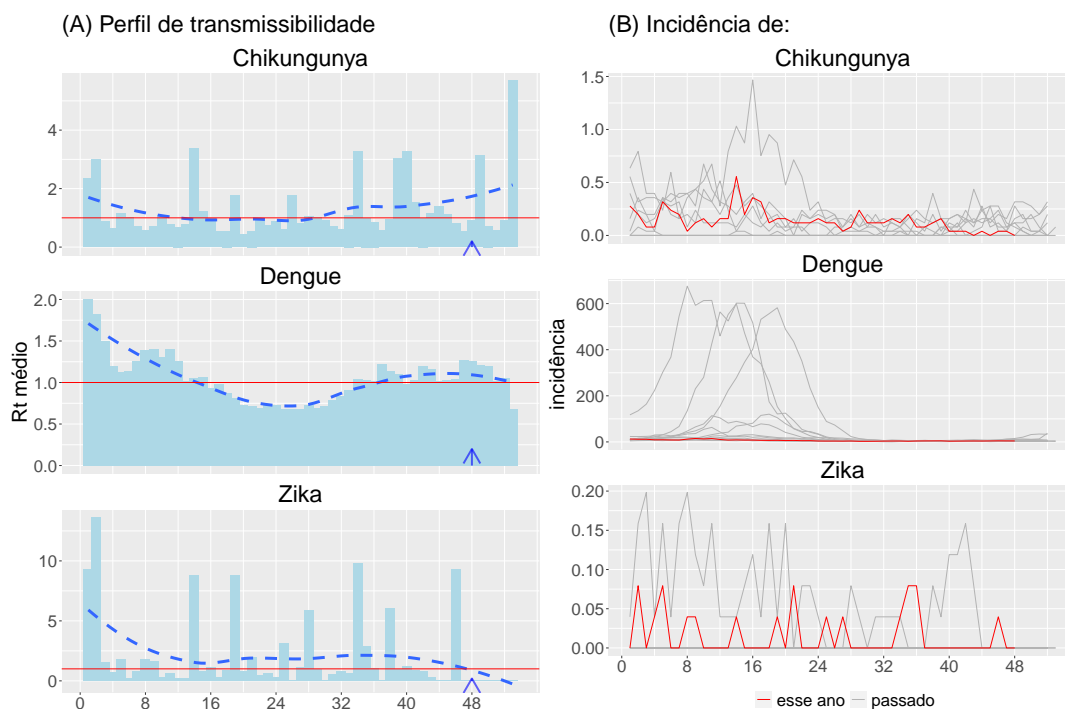 (A) Perfil de transmissibilidade
Chikungunya
4
2
0
Dengue
2.0
1.5
1.0
0.5
0.0
Rt médio
Zika
10
5
0
0 8 16 24 32 40 48
(B) Incidência de:
Chikungunya
1.5
1.0
0.5
0.0
Dengue
600
400
200
0
incidência
Zika
0.20
0.15
0.10
0.05
0.00
0 8 16 24 32 40 48
esse ano passado